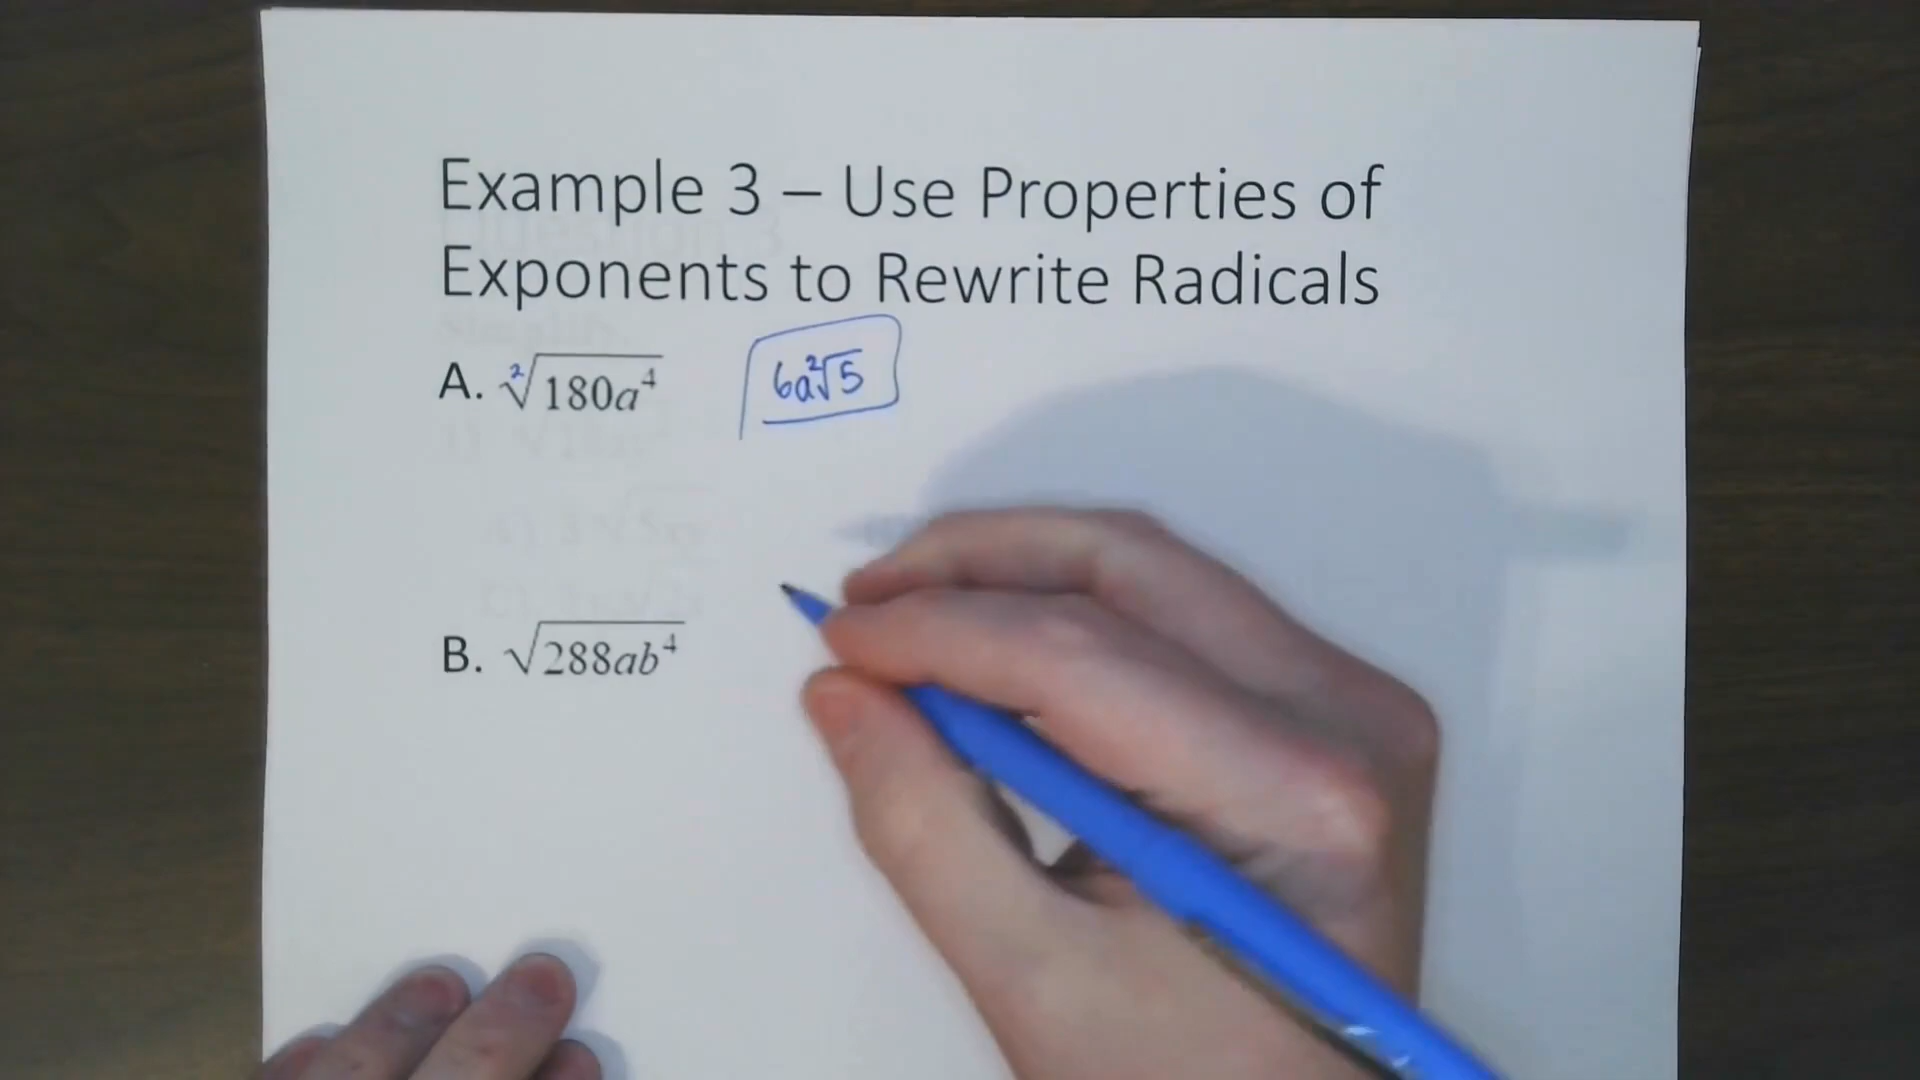 Example 3 – Use Properties of
Exponents to Rewrite Radicals
A. ²√180a⁴ 6a²√5
B. √288ab⁴